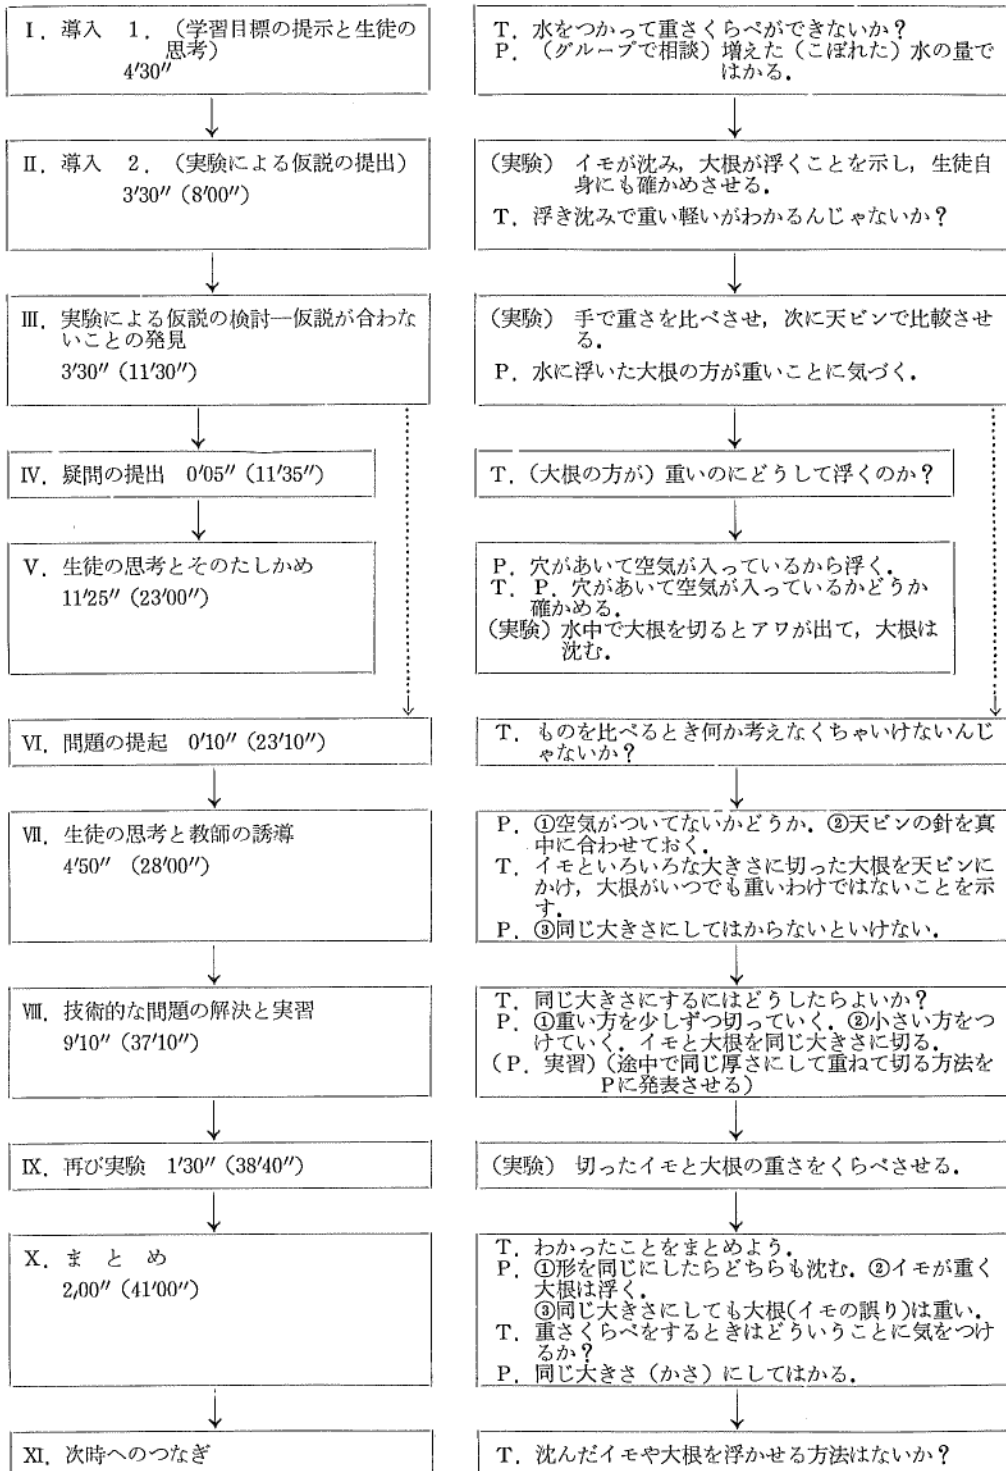 Ⅰ. 導入 1. (学習目標の提示と生徒の
思考)
4′30″
T. 水をつかって重さくらべができないか？
P. (グループで相談) 増えた (こぼれた) 水の量で
はかる.
Ⅱ. 導入 2. (実験による仮説の提出)
3′30″ (8′00″)
(実験) イモが沈み, 大根が浮くことを示し, 生徒自
身にも確かめさせる.
T. 浮き沈みで重い軽いがわかるんじゃないか？
Ⅲ. 実験による仮説の検討―仮説が合わな
いことの発見
3′30″ (11′30″)
(実験) 手で重さを比べさせ, 次に天ビンで比較させ
る.
P. 水に浮いた大根の方が重いことに気づく.
Ⅳ. 疑問の提出 0′05″ (11′35″)
T. (大根の方が) 重いのにどうして浮くのか？
Ⅴ. 生徒の思考とそのたしかめ
11′25″ (23′00″)
P. 穴があいて空気が入っているから浮く.
T. P. 穴があいて空気が入っているかどうか
確かめる.
(実験) 水中で大根を切るとアワが出て, 大根は
沈む.
Ⅵ. 問題の提起 0′10″ (23′10″)
T. ものを比べるとき何か考えなくちゃいけないんじ
ゃないか？
Ⅶ. 生徒の思考と教師の誘導
4′50″ (28′00″)
P. ①空気がついてないかどうか. ②天ビンの針を真
中に合わせておく.
T. イモといろいろな大きさに切った大根を天ビンに
かけ, 大根がいつでも重いわけではないことを示
す.
P. ③同じ大きさにしてはからないといけない.
Ⅷ. 技術的な問題の解決と実習
9′10″ (37′10″)
T. 同じ大きさにするにはどうしたらよいか？
P. ①重い方を少しずつ切っていく. ②小さい方をつ
けていく. イモと大根を同じ大きさに切る.
(P. 実習) (途中で同じ厚さにして重ねて切る方法を
Pに発表させる)
Ⅸ. 再び実験 1′30″ (38′40″)
(実験) 切ったイモと大根の重さをくらべさせる.
Ⅹ. ま と め
2,00″ (41′00″)
T. わかったことをまとめよう.
P. ①形を同じにしたらどちらも沈む. ②イモが重く
大根は浮く.
③同じ大きさにしても大根(イモの誤り)は重い.
T. 重さくらべをするときはどういうことに気をつけ
るか？
P. 同じ大きさ (かさ) にしてはかる.
Ⅺ. 次時へのつなぎ
T. 沈んだイモや大根を浮かせる方法はないか？